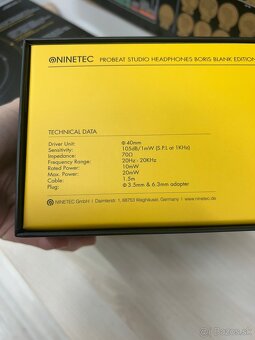 NINETEC PROBEAT STUDIO HEADPHONES BORIS BLANK EDITION
TECHNICAL DATA
Driver Unit: Φ 40mm
Sensitivity: 105dB/1mW (S.P.L at 1KHz)
Impedance: 70Ω
Frequency Range: 20Hz - 20KHz
Rated Power: 10mW
Max. Power: 20mW
Cable: 1.5m
Plug: Φ 3.5mm & 6.3mm adapter
NINETEC GmbH | Daimlerstr. 1, 68753 Waghäusel, Germany | www.ninetec.de
bazos.sk